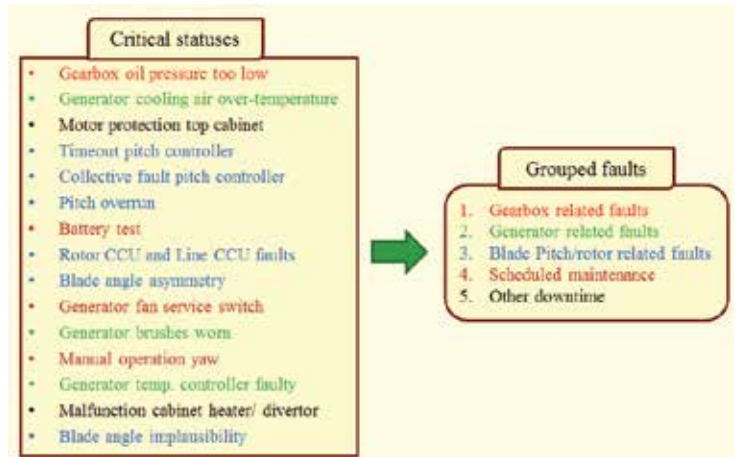 Critical statuses
• Gearbox oil pressure too low
• Generator cooling air over-temperature
• Motor protection top cabinet
• Timeout pitch controller
• Collective fault pitch controller
• Pitch overrun
• Battery test
• Rotor CCU and Line CCU faults
• Blade angle asymmetry
• Generator fan service switch
• Generator brushes worn
• Manual operation yaw
• Generator temp. controller faulty
• Malfunction cabinet heater/ divertor
• Blade angle implausibility
Grouped faults
1. Gearbox related faults
2. Generator related faults
3. Blade Pitch/rotor related faults
4. Scheduled maintenance
5. Other downtime